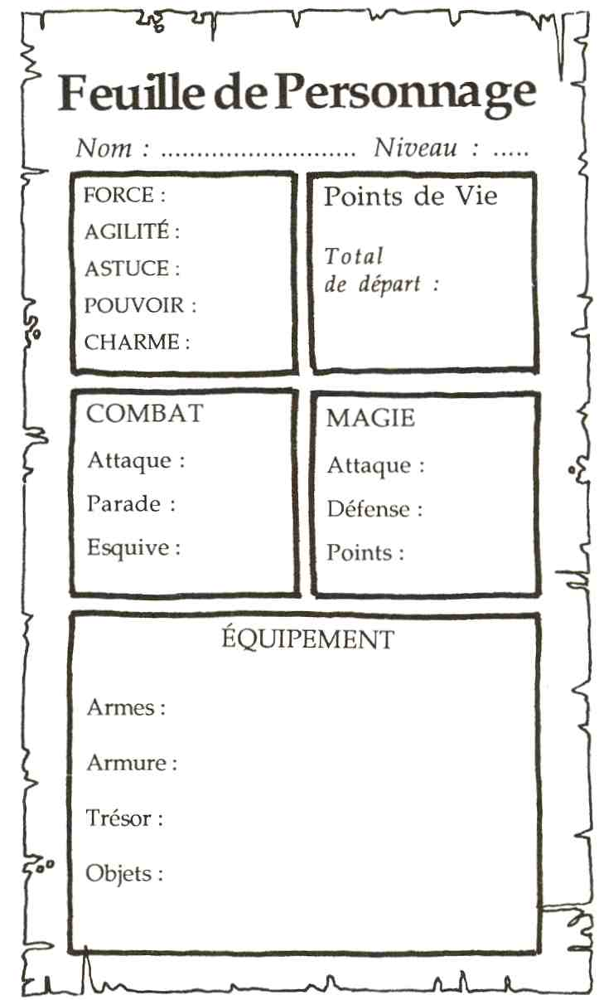 Feuille de Personnage
Nom : ........................... Niveau : .....
FORCE :
AGILITÉ :
ASTUCE :
POUVOIR :
CHARME :
Points de Vie
Total
de départ :
COMBAT
Attaque :
Parade :
Esquive :
MAGIE
Attaque :
Défense :
Points :
ÉQUIPEMENT
Armes :
Armure :
Trésor :
Objets :